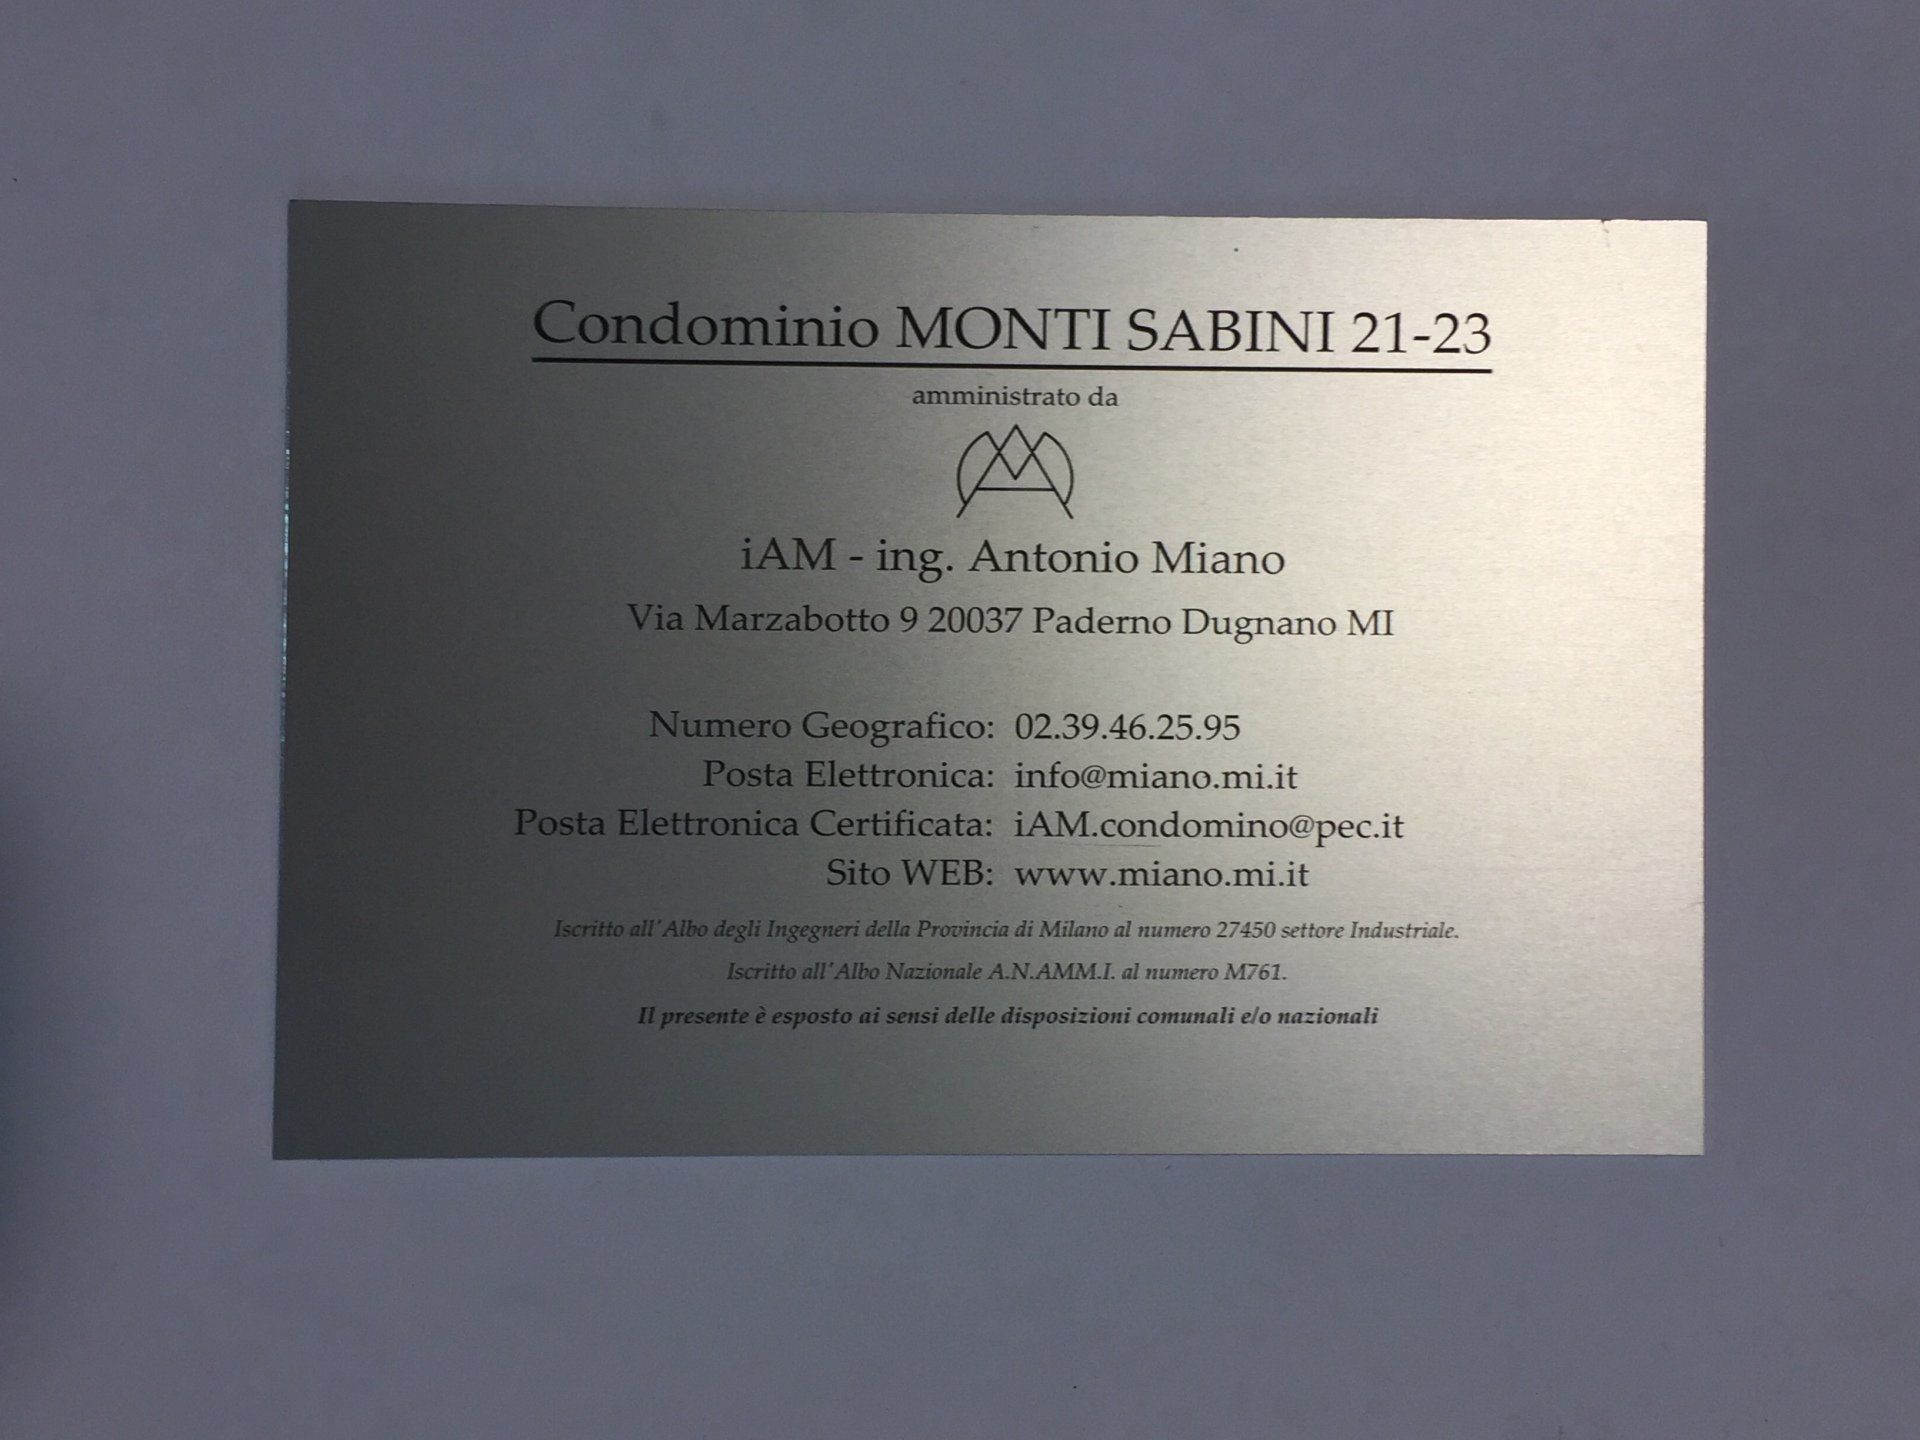 Condominio MONTI SABINI 21-23
amministrato da
iAM - ing. Antonio Miano
Via Marzabotto 9 20037 Paderno Dugnano MI
Numero Geografico: 02.39.46.25.95
Posta Elettronica: info@miano.mi.it
Posta Elettronica Certificata: iAM.condomino@pec.it
Sito WEB: www.miano.mi.it
Iscritto all'Albo degli Ingegneri della Provincia di Milano al numero 27450 settore Industriale.
Iscritto all'Albo Nazionale A.N.AMM.I. al numero M761.
Il presente è esposto ai sensi delle disposizioni comunali e/o nazionali